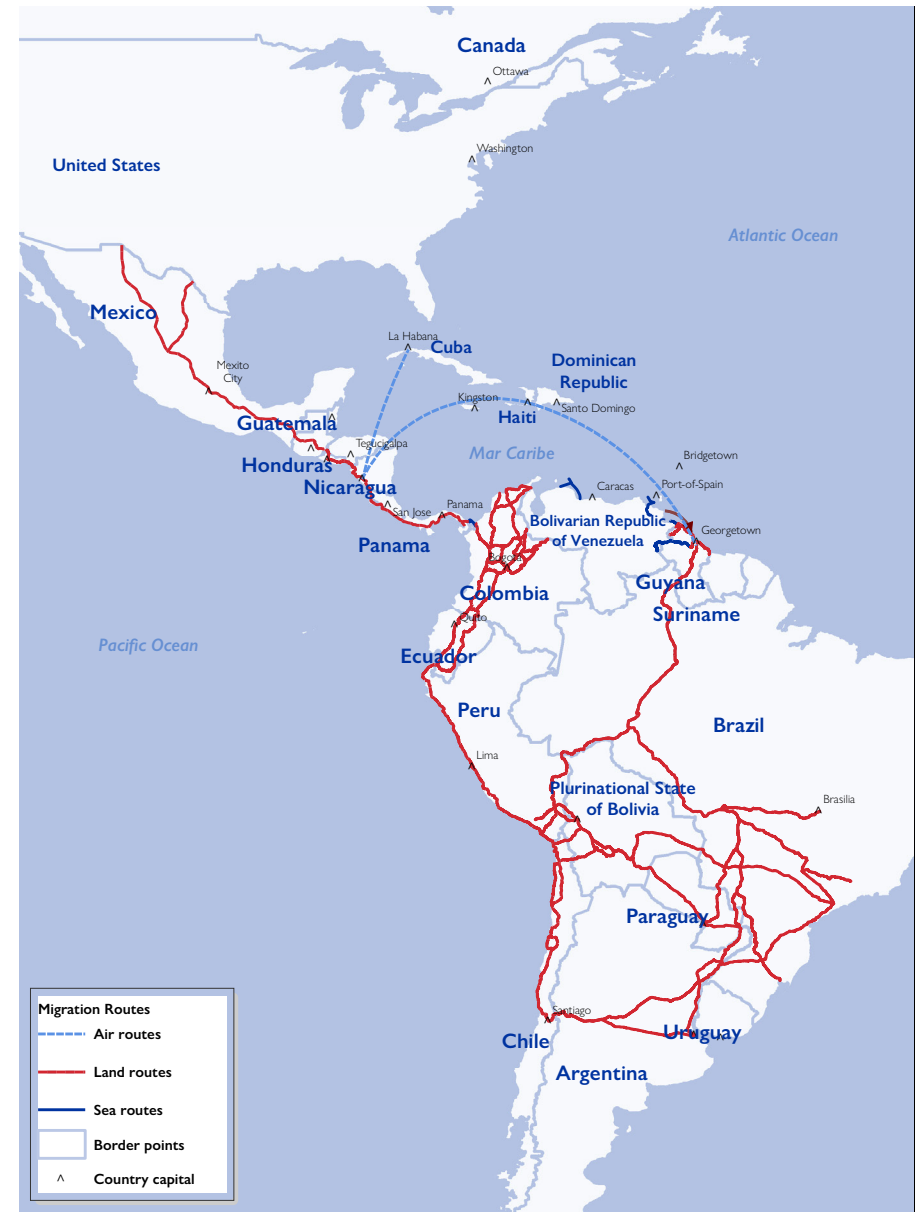 Canada
Ottawa
Washington
United States
Atlantic Ocean
Mexico
La Habana
Cuba
Dominican
Republic
Mexito
City
Kingston
Haiti
Santo Domingo
Guatemala
Tegucigalpa
Mar Caribe
Bridgetown
Honduras
Nicaragua
Caracas
Port-of-Spain
San Jose
Panama
Bolivarian Republic
of Venezuela
Georgetown
Panama
Bogota
Colombia
Guyana
Suriname
Quito
Pacific Ocean
Ecuador
Peru
Brazil
Lima
Plurinational State
of Bolivia
Brasilia
Paraguay
Santiago
Chile
Uruguay
Argentina
Migration Routes
Air routes
Land routes
Sea routes
Border points
Country capital